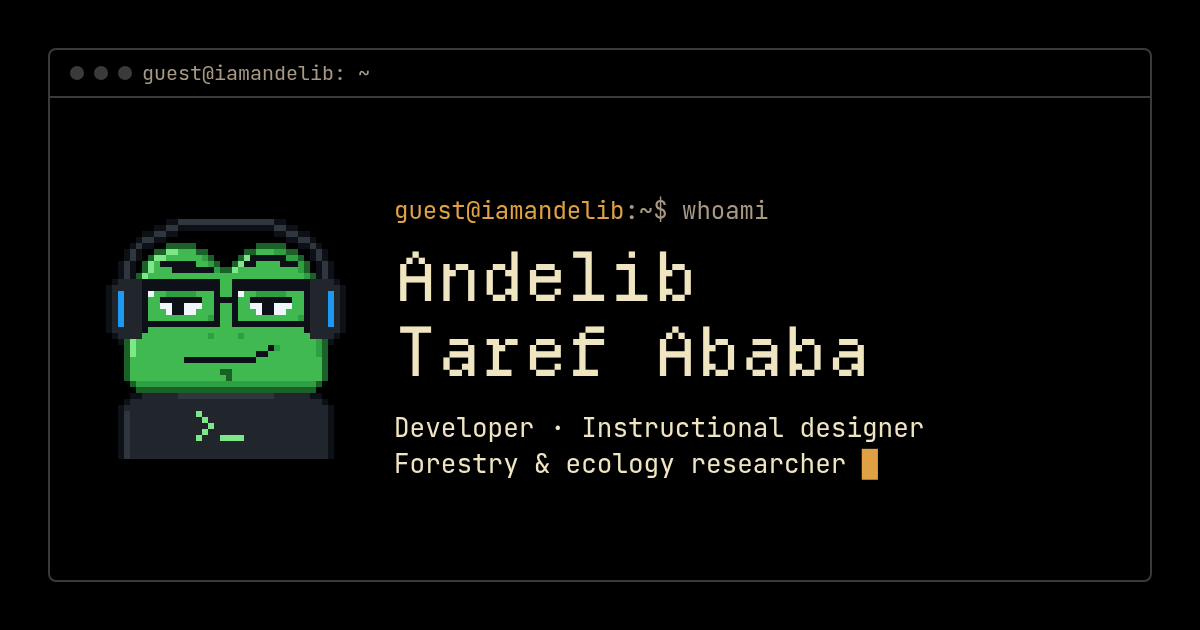 guest@iamandelib: ~
guest@iamandelib:~$ whoami
Andelib
Taref Ababa
Developer · Instructional designer
Forestry & ecology researcher
>_